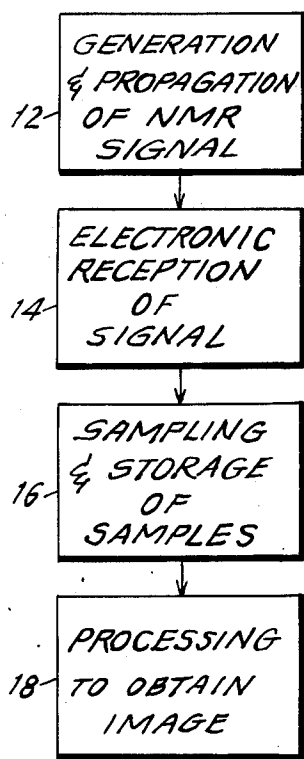 GENERATION
& PROPAGATION
12 OF NMR
SIGNAL
ELECTRONIC
RECEPTION
14 OF
SIGNAL
SAMPLING
& STORAGE
16 OF
SAMPLES
PROCESSING
18 TO OBTAIN
IMAGE